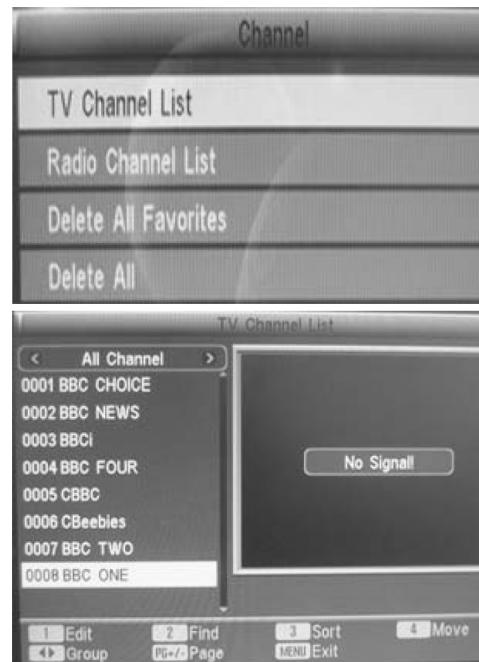 Channel
TV Channel List
Radio Channel List
Delete All Favorites
Delete All
TV Channel List
< All Channel >
0001 BBC CHOICE
0002 BBC NEWS
0003 BBCi
0004 BBC FOUR
0005 CBBC
0006 CBeebies
0007 BBC TWO
0008 BBC ONE
No Signal!
1 Edit 2 Find 3 Sort 4 Move
◀▶ Group PG+/- Page MENU Exit